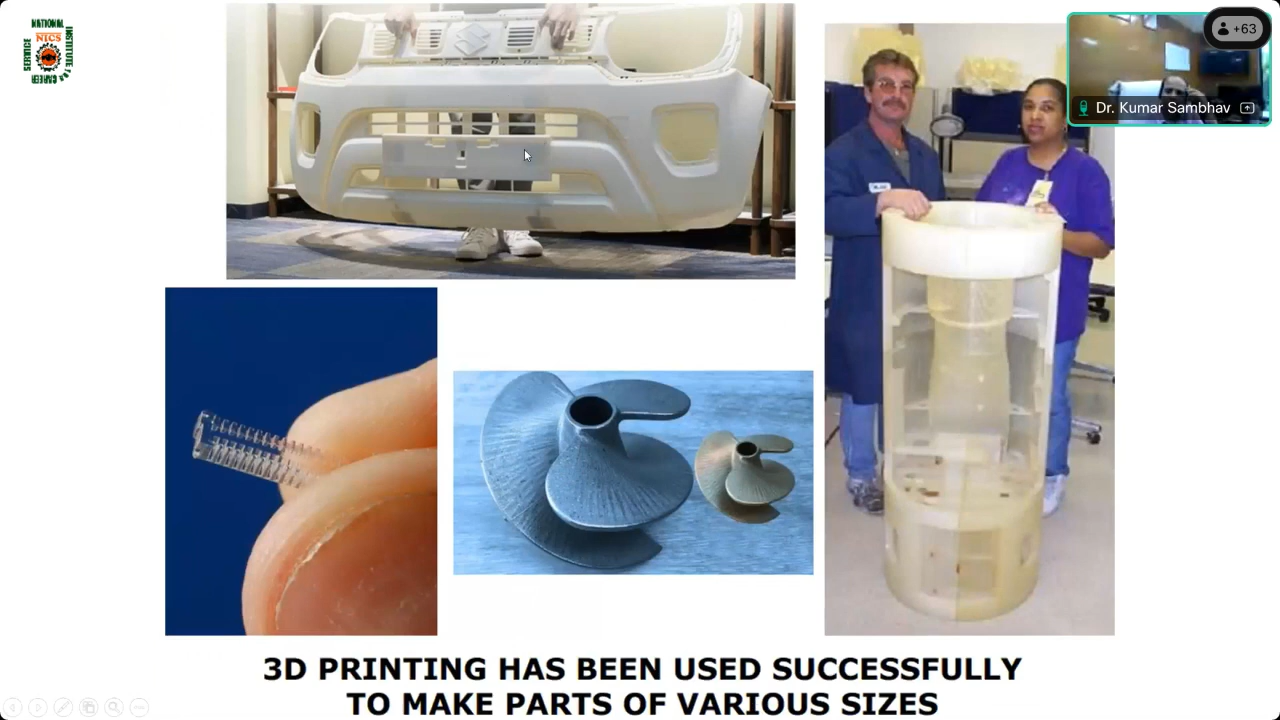 NATIONAL
INSTITUTE FOR
CAREER
SERVICE
NICS
+63
Dr. Kumar Sambhav
3D PRINTING HAS BEEN USED SUCCESSFULLY
TO MAKE PARTS OF VARIOUS SIZES